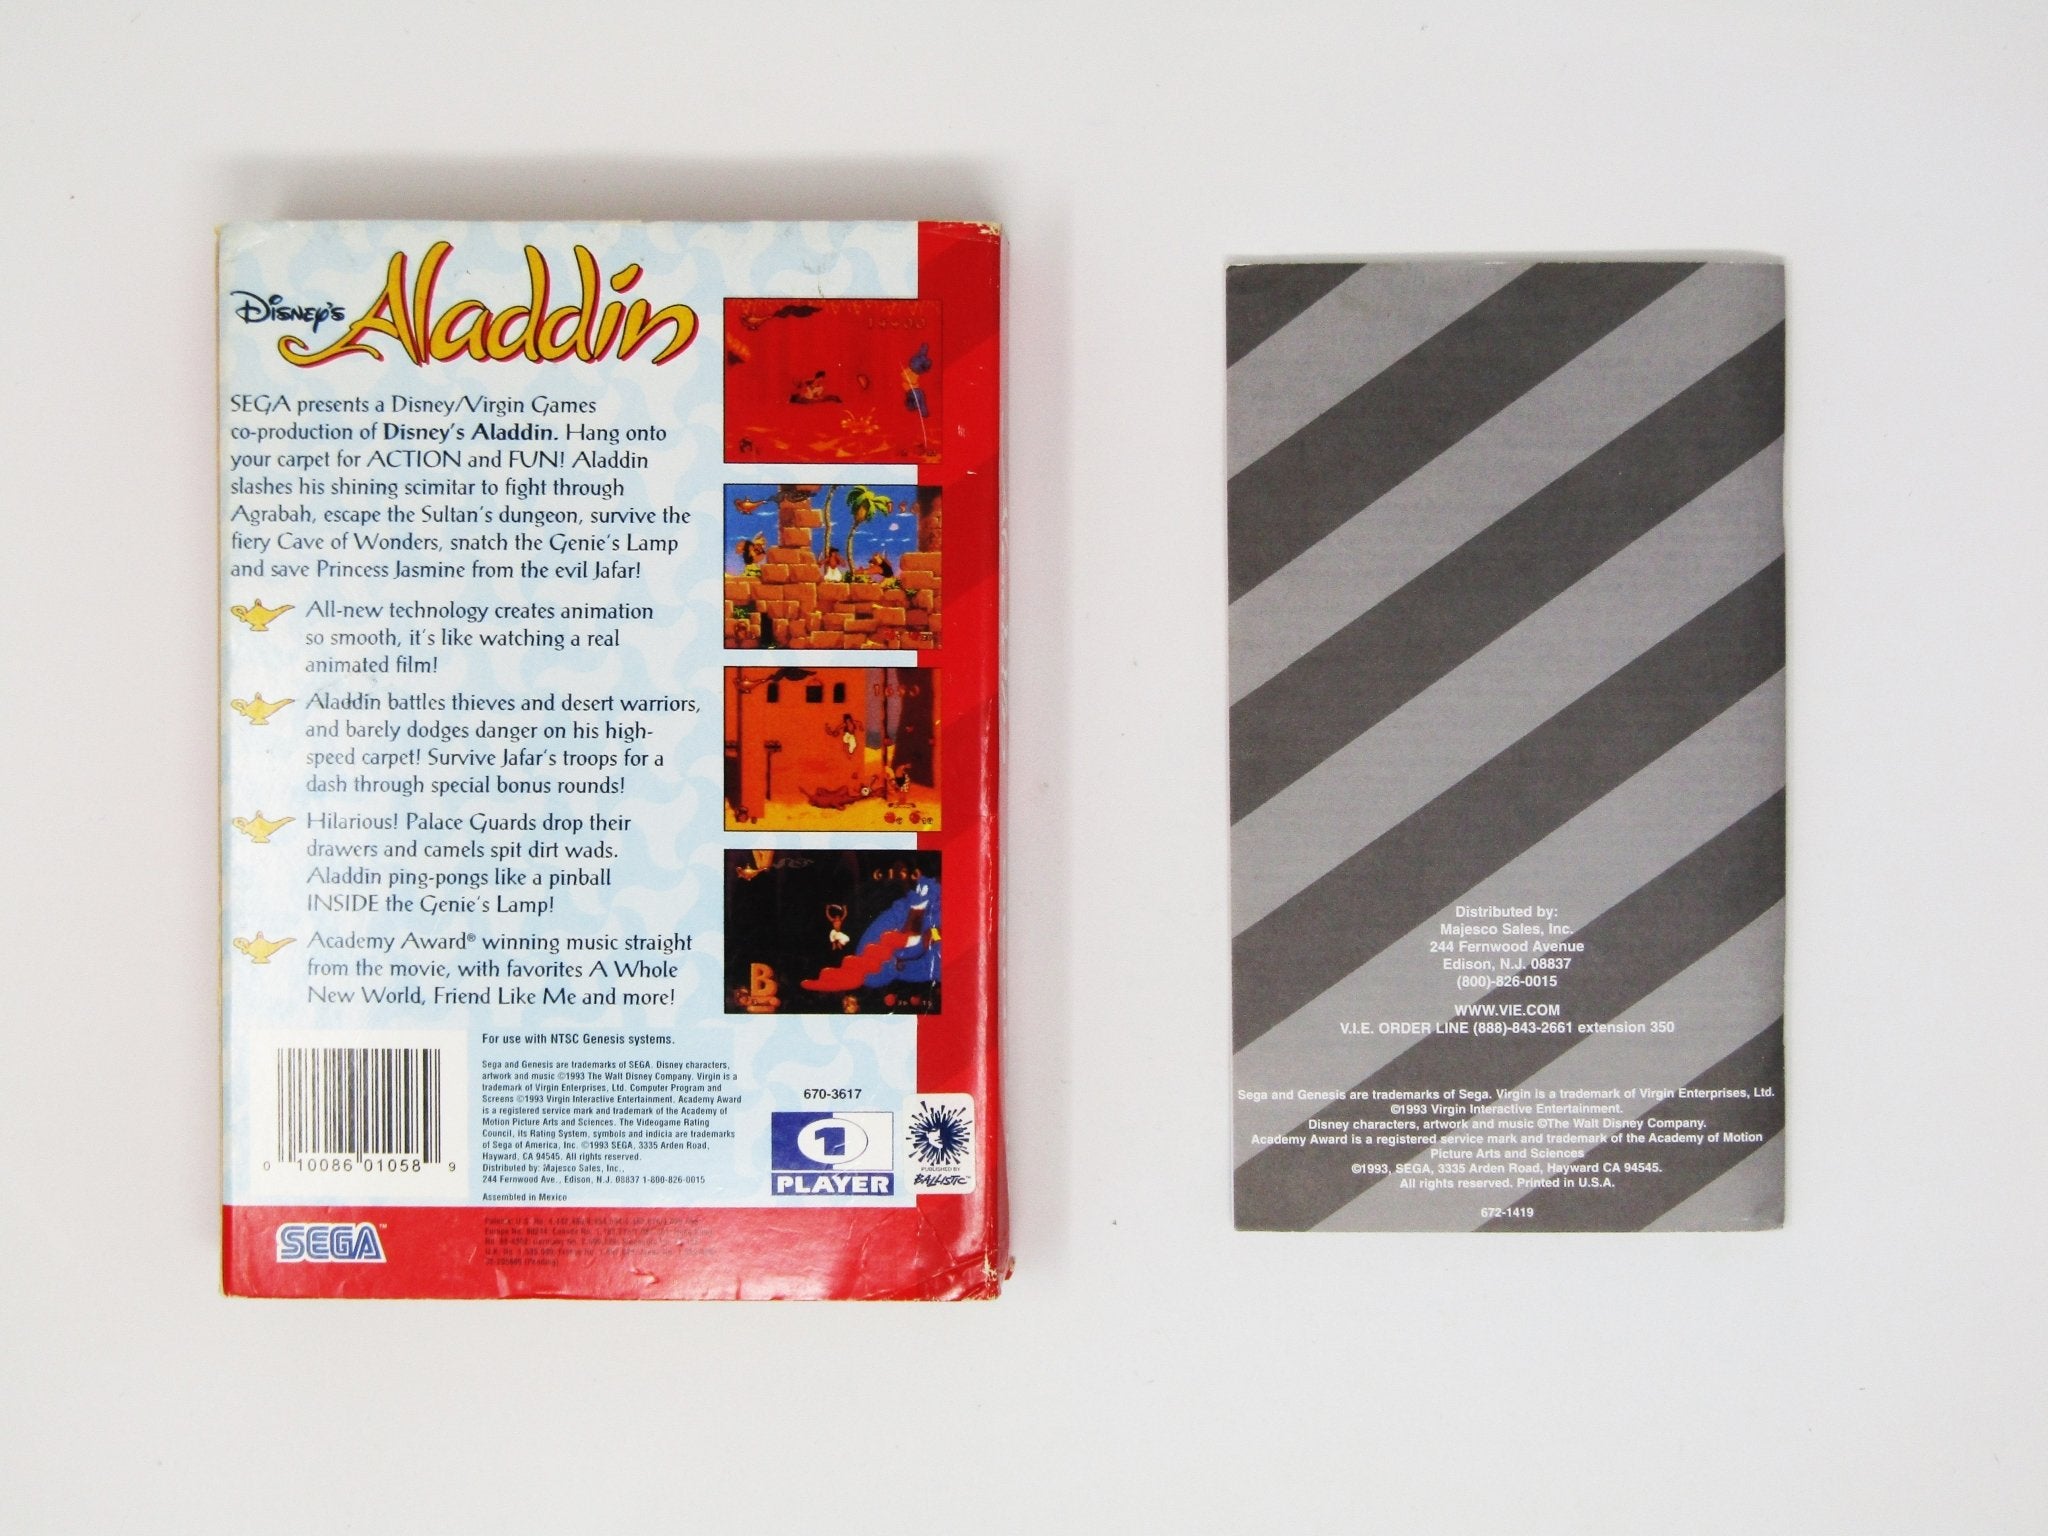 Disney's Aladdin
SEGA presents a Disney/Virgin Games
co-production of Disney's Aladdin. Hang onto
your carpet for ACTION and FUN! Aladdin
slashes his shining scimitar to fight through
Agrabah, escape the Sultan's dungeon, survive the
fiery Cave of Wonders, snatch the Genie's Lamp
and save Princess Jasmine from the evil Jafar!
All-new technology creates animation
so smooth, it's like watching a real
animated film!
Aladdin battles thieves and desert warriors,
and barely dodges danger on his high-
speed carpet! Survive Jafar's troops for a
dash through special bonus rounds!
Hilarious! Palace Guards drop their
drawers and camels spit dirt wads.
Aladdin ping-pongs like a pinball
INSIDE the Genie's Lamp!
Academy Award® winning music straight
from the movie, with favorites A Whole
New World, Friend Like Me and more!
14400
1650
6150
B
For use with NTSC Genesis systems.
Sega and Genesis are trademarks of SEGA. Disney characters,
artwork and music ©1993 The Walt Disney Company. Virgin is a
trademark of Virgin Enterprises, Ltd. Computer Program and
Screens ©1993 Virgin Interactive Entertainment. Academy Award
is a registered service mark and trademark of the Academy of
Motion Picture Arts and Sciences. The Videogame Rating
Council, its Rating System, symbols and indicia are trademarks
of Sega of America, Inc. ©1993 SEGA, 3335 Arden Road,
Hayward, CA 94545. All rights reserved.
Distributed by: Majesco Sales, Inc.,
244 Fernwood Ave., Edison, N.J. 08837 1-800-826-0015
Assembled in Mexico
0 10086 01058 9
670-3617
1
PLAYER
PUBLISHED BY
BALLISTIC™
SEGA™
Distributed by:
Majesco Sales, Inc.
244 Fernwood Avenue
Edison, N.J. 08837
(800)-826-0015
WWW.VIE.COM
V.I.E. ORDER LINE (888)-843-2661 extension 350
Sega and Genesis are trademarks of Sega. Virgin is a trademark of Virgin Enterprises, Ltd.
©1993 Virgin Interactive Entertainment.
Disney characters, artwork and music ©The Walt Disney Company.
Academy Award is a registered service mark and trademark of the Academy of Motion
Picture Arts and Sciences
©1993, SEGA, 3335 Arden Road, Hayward CA 94545.
All rights reserved. Printed in U.S.A.
672-1419